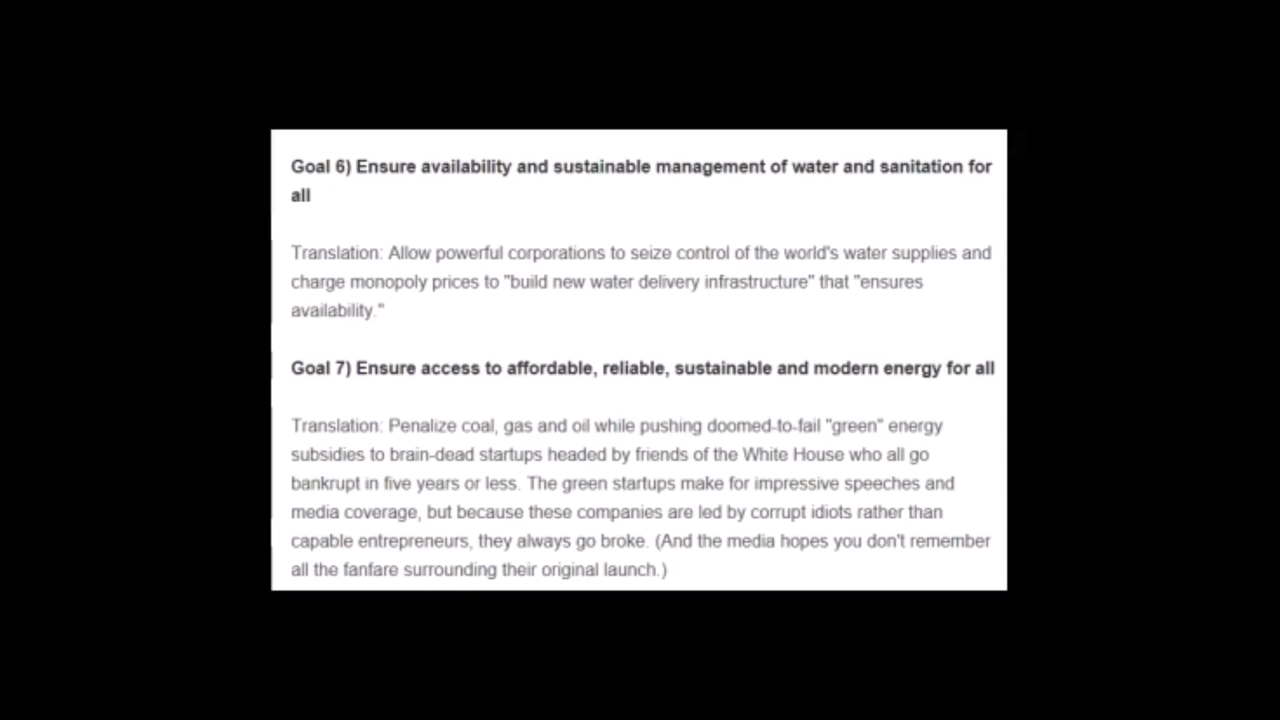 Goal 6) Ensure availability and sustainable management of water and sanitation for
all
Translation: Allow powerful corporations to seize control of the world's water supplies and
charge monopoly prices to "build new water delivery infrastructure" that "ensures
availability."
Goal 7) Ensure access to affordable, reliable, sustainable and modern energy for all
Translation: Penalize coal, gas and oil while pushing doomed-to-fail "green" energy
subsidies to brain-dead startups headed by friends of the White House who all go
bankrupt in five years or less. The green startups make for impressive speeches and
media coverage, but because these companies are led by corrupt idiots rather than
capable entrepreneurs, they always go broke. (And the media hopes you don't remember
all the fanfare surrounding their original launch.)